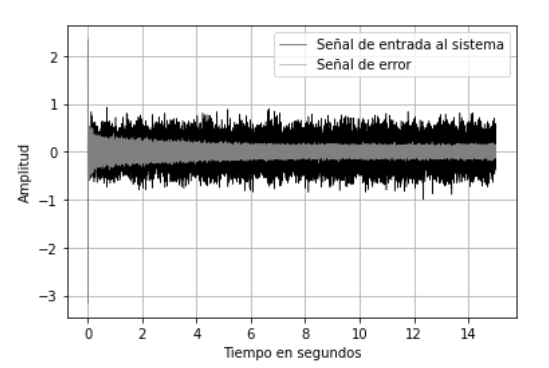 Señal de entrada al sistema
Señal de error
2
1
0
−1
−2
−3
Amplitud
0 2 4 6 8 10 12 14
Tiempo en segundos